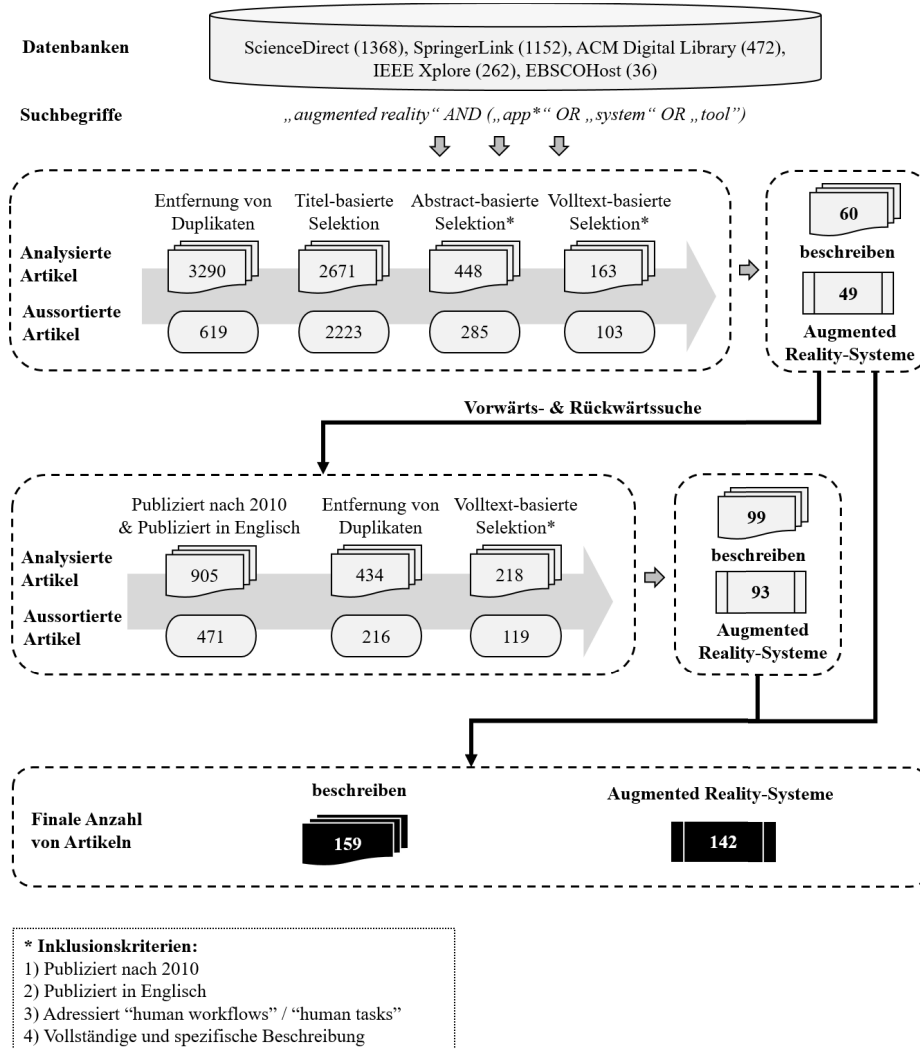 Datenbanken
ScienceDirect (1368), SpringerLink (1152), ACM Digital Library (472),
IEEE Xplore (262), EBSCOHost (36)
Suchbegriffe
„augmented reality“ AND („app*“ OR „system“ OR „tool”)
Entfernung von
Duplikaten
Titel-basierte
Selektion
Abstract-basierte
Selektion*
Volltext-basierte
Selektion*
Analysierte
Artikel
3290
2671
448
163
Aussortierte
Artikel
619
2223
285
103
60
beschreiben
49
Augmented
Reality-Systeme
Vorwärts- & Rückwärtssuche
Publiziert nach 2010
& Publiziert in Englisch
Entfernung von
Duplikaten
Volltext-basierte
Selektion*
Analysierte
Artikel
905
434
218
Aussortierte
Artikel
471
216
119
99
beschreiben
93
Augmented
Reality-Systeme
Finale Anzahl
von Artikeln
beschreiben
159
Augmented Reality-Systeme
142
* Inklusionskriterien:
1) Publiziert nach 2010
2) Publiziert in Englisch
3) Adressiert “human workflows” / “human tasks”
4) Vollständige und spezifische Beschreibung